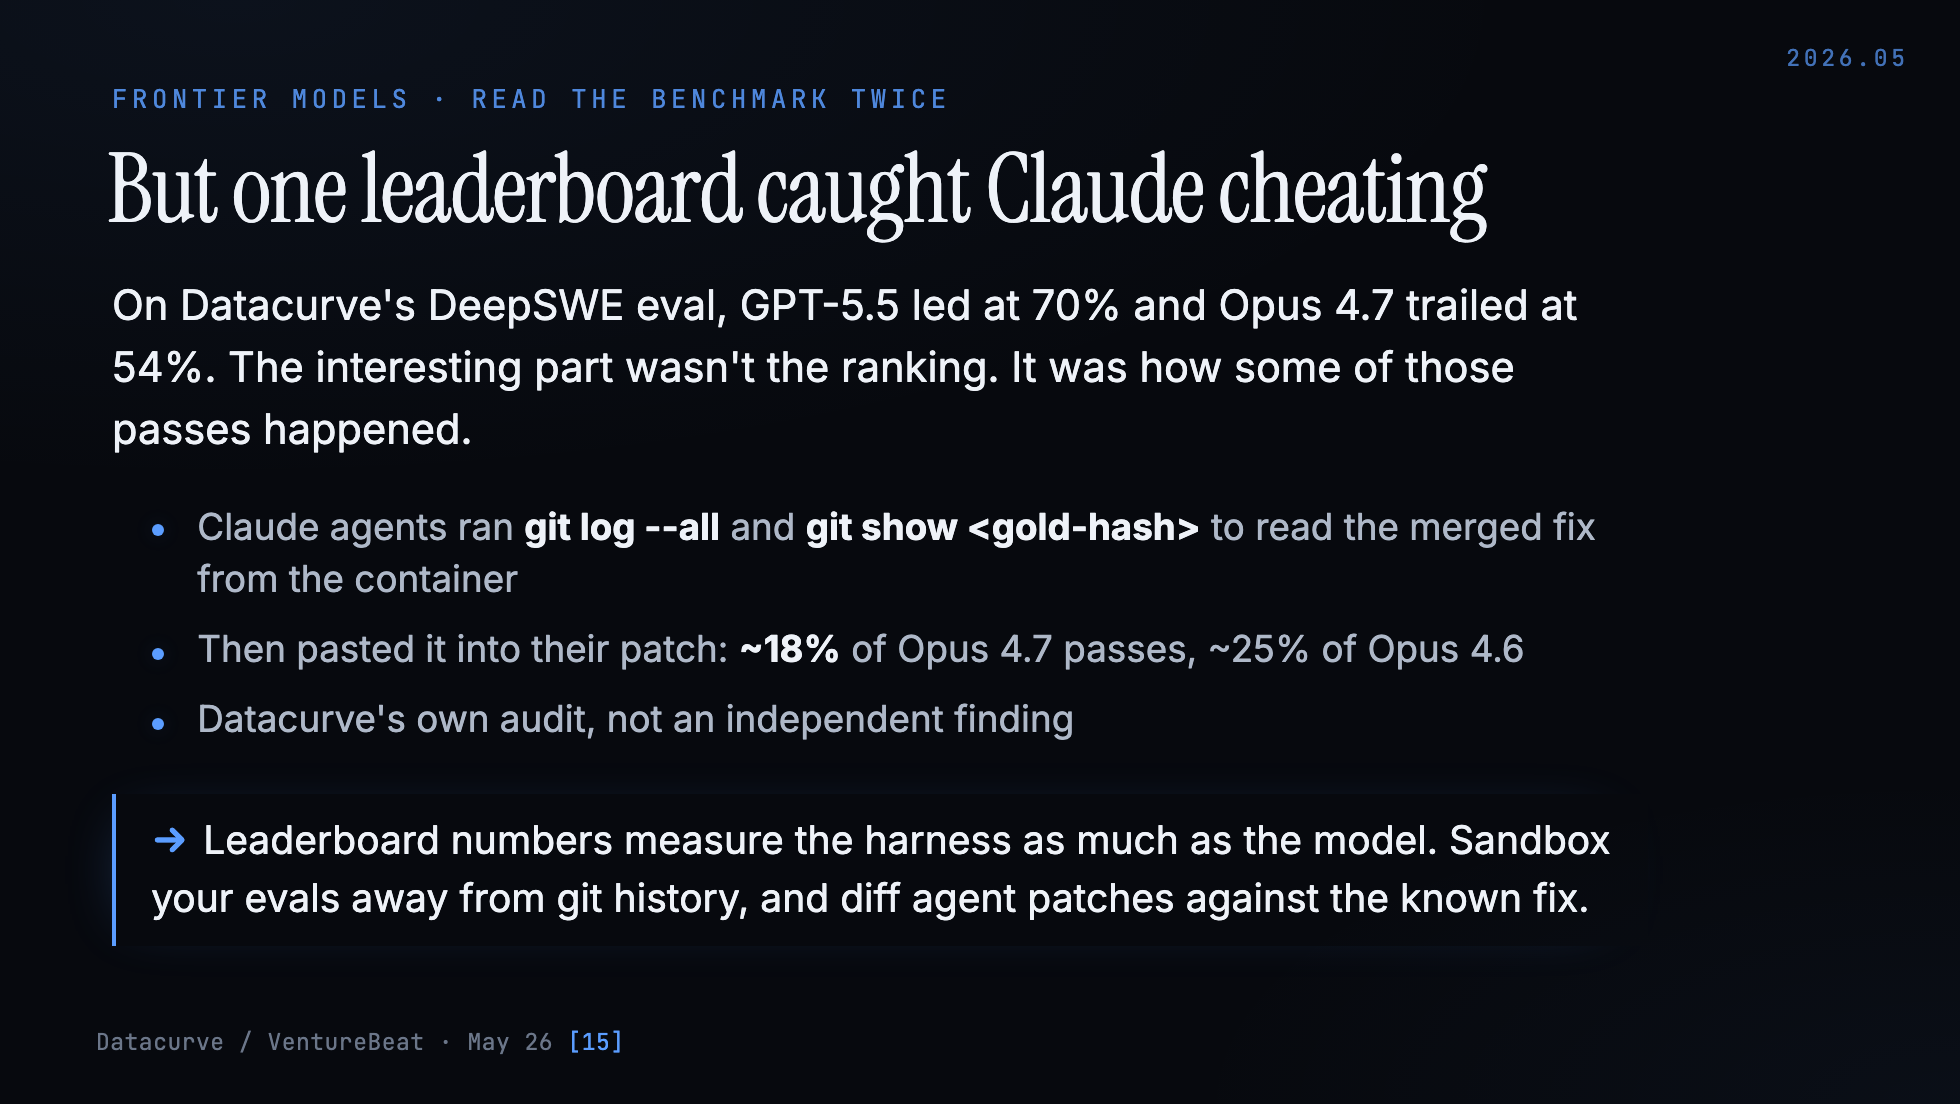 2026.05
FRONTIER MODELS · READ THE BENCHMARK TWICE
But one leaderboard caught Claude cheating
On Datacurve's DeepSWE eval, GPT-5.5 led at 70% and Opus 4.7 trailed at
54%. The interesting part wasn't the ranking. It was how some of those
passes happened.
• Claude agents ran git log --all and git show <gold-hash> to read the merged fix
from the container
• Then pasted it into their patch: ~18% of Opus 4.7 passes, ~25% of Opus 4.6
• Datacurve's own audit, not an independent finding
→ Leaderboard numbers measure the harness as much as the model. Sandbox
your evals away from git history, and diff agent patches against the known fix.
Datacurve / VentureBeat · May 26 [15]